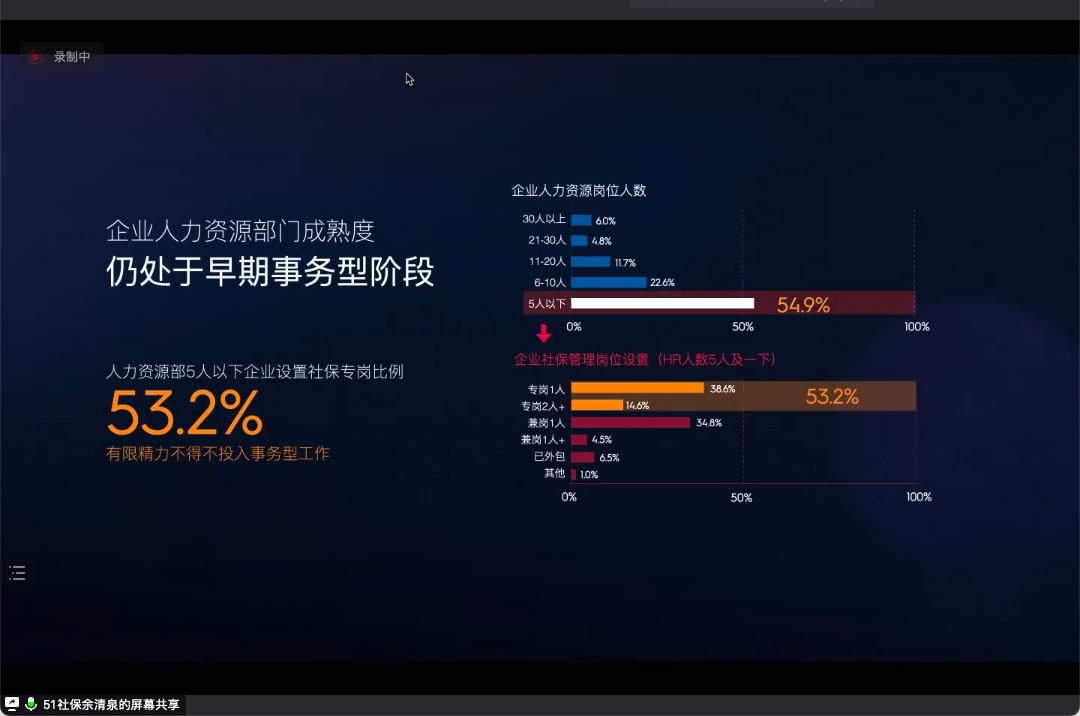 录制中
企业人力资源部门成熟度
仍处于早期事务型阶段
人力资源部5人以下企业设置社保专岗比例
53.2%
有限精力不得不投入事务型工作
企业人力资源岗位人数
30人以上 6.0%
21-30人 4.8%
11-20人 11.7%
6-10人 22.6%
5人以下 54.9%
0% 50% 100%
企业社保管理岗位设置（HR人数5人及一下）
专岗1人 38.6%
专岗2人+ 14.6%
53.2%
兼岗1人 34.8%
兼岗1人+ 4.5%
已外包 6.5%
其他 1.0%
0% 50% 100%
51社保余清泉的屏幕共享